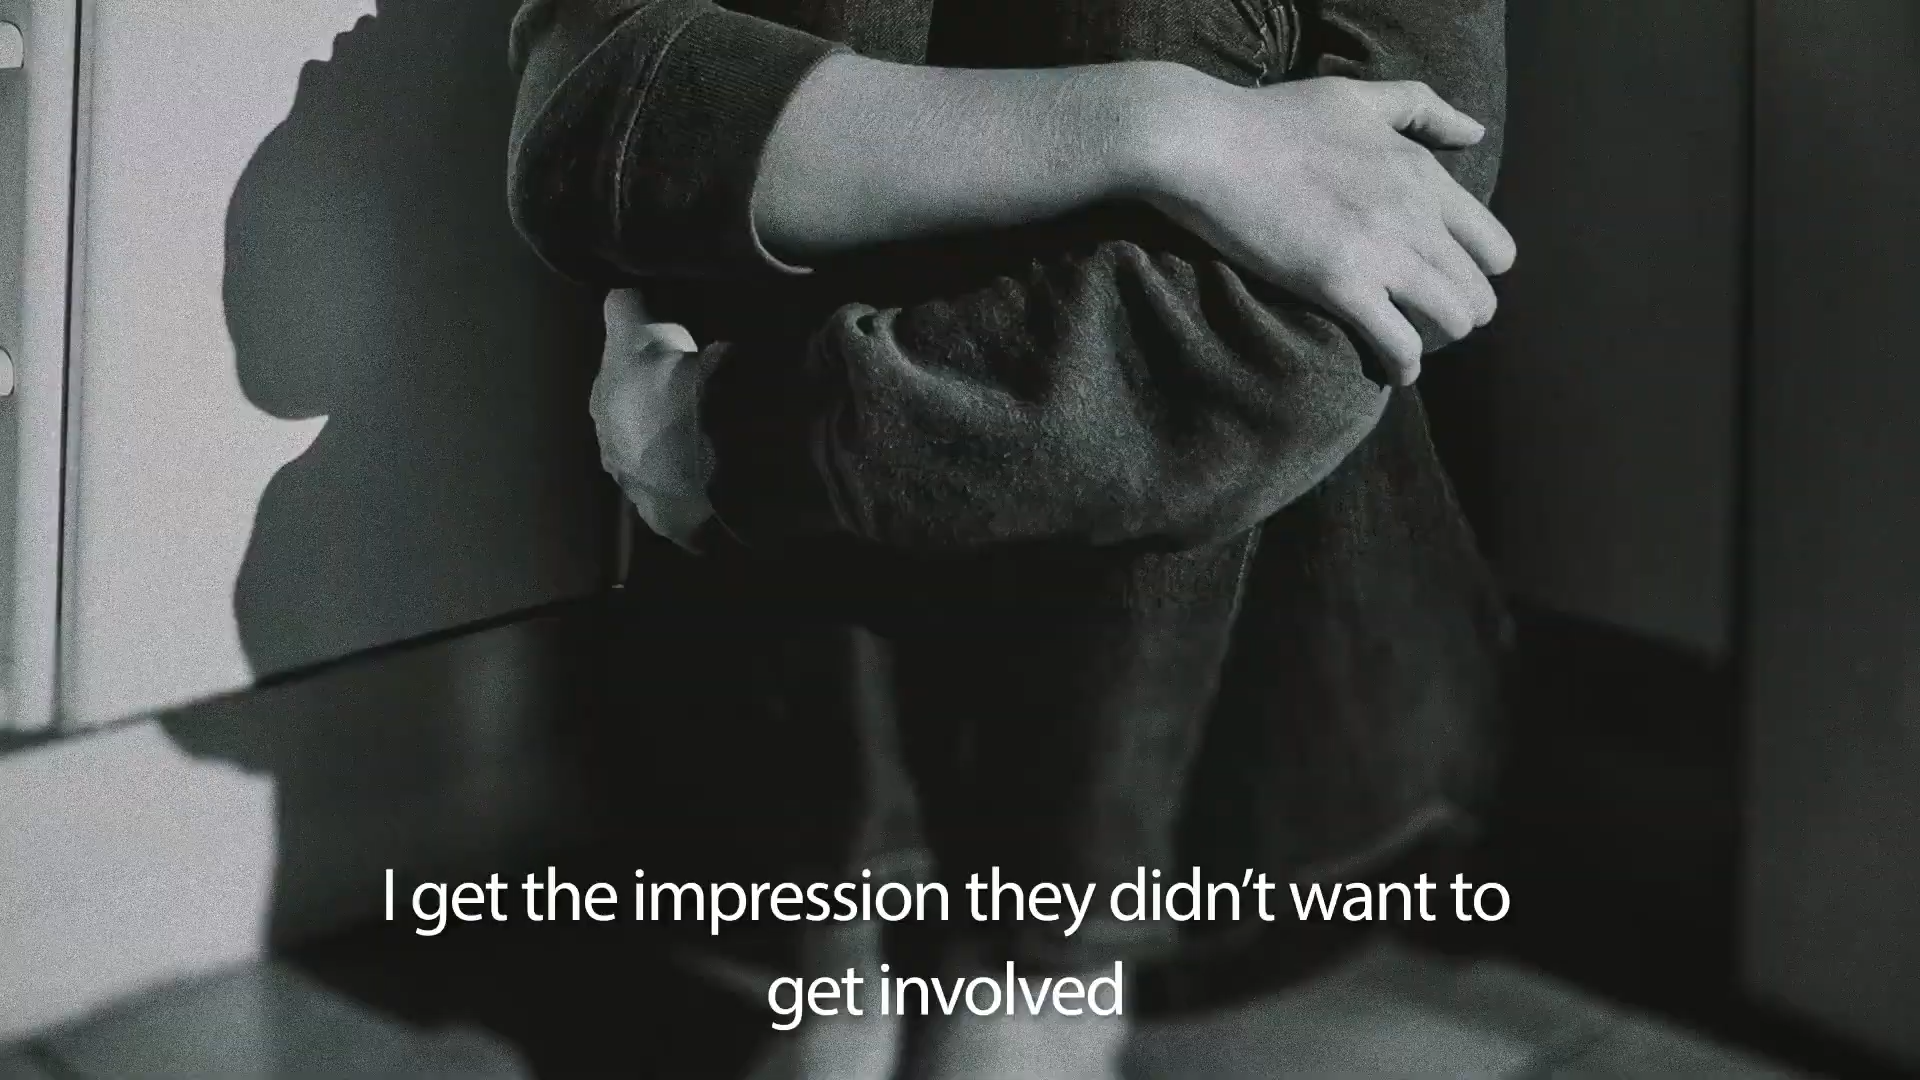 I get the impression they didn’t want to
get involved